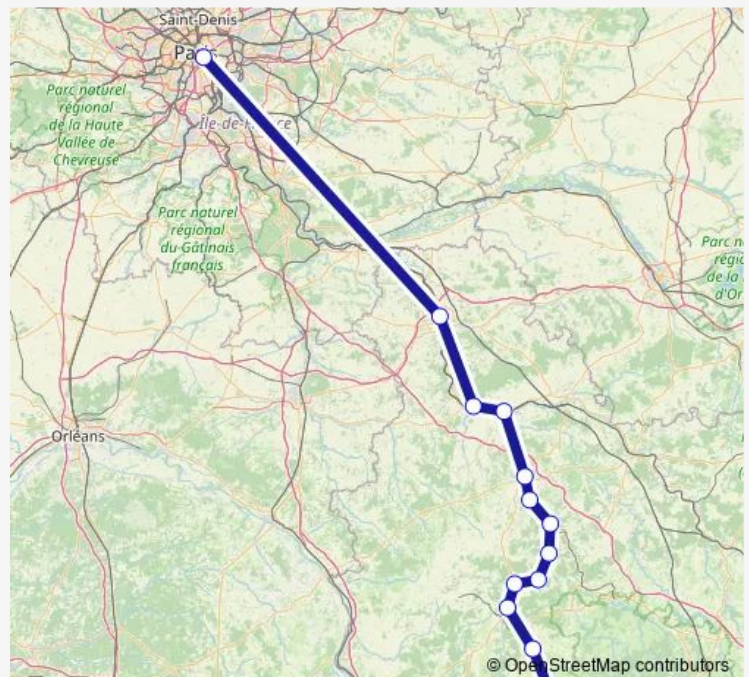 Saint-Denis
Paris
Île-de-France
Parc naturel
régional
de la Haute
Vallée de
Chevreuse
Parc naturel
régional
du Gâtinais
français
Parc n
régio
de la
d'Or
Orléans
© OpenStreetMap contributors